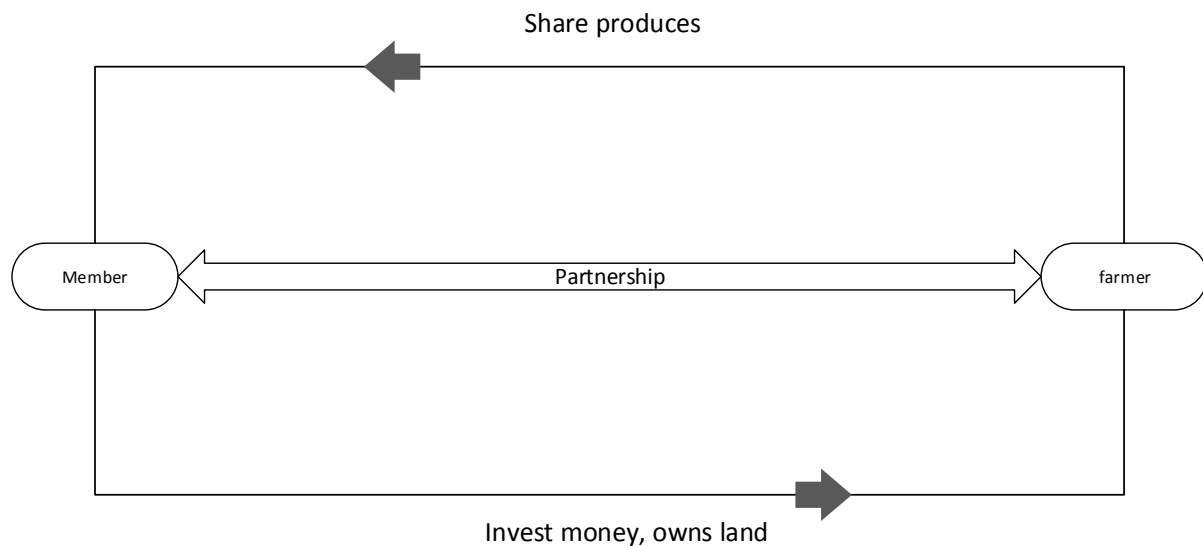 Share produces
Member
Partnership
farmer
Invest money, owns land